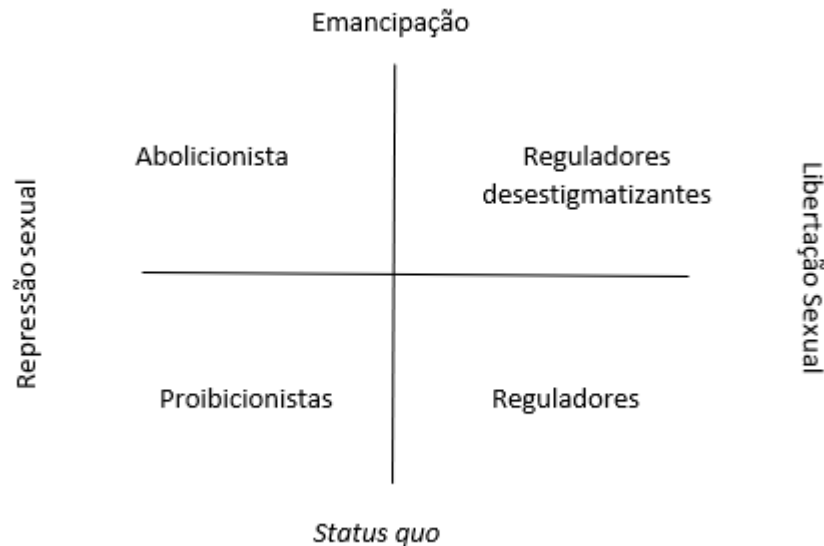 Emancipação
Abolicionista
Reguladores
desestigmatizantes
Repressão sexual
Libertação Sexual
Proibicionistas
Reguladores
Status quo